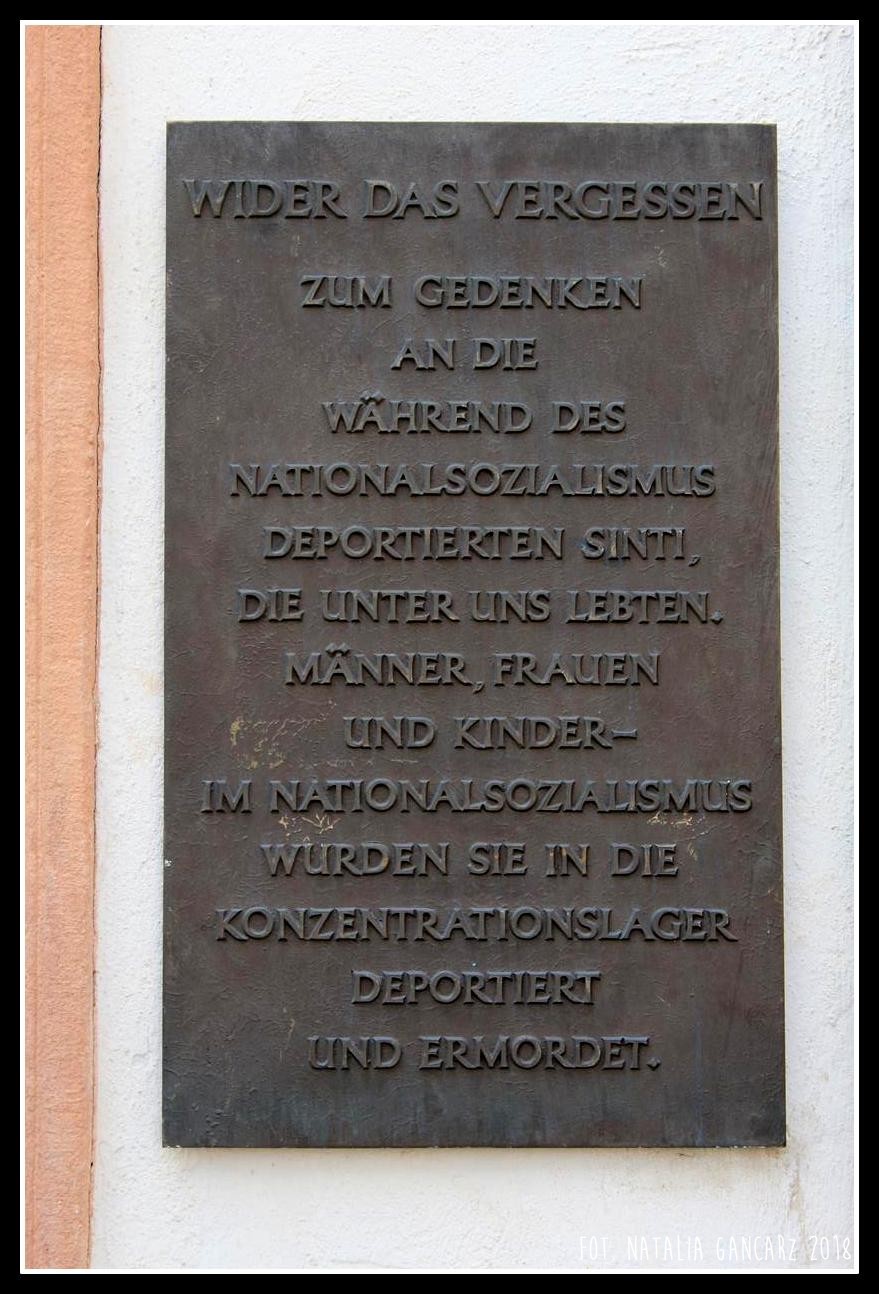 WIDER DAS VERGESSEN
ZUM GEDENKEN
AN DIE
WÄHREND DES
NATIONALSOZIALISMUS
DEPORTIERTEN SINTI,
DIE UNTER UNS LEBTEN.
MÄNNER, FRAUEN
UND KINDER-
IM NATIONALSOZIALISMUS
WURDEN SIE IN DIE
KONZENTRATIONSLAGER
DEPORTIERT
UND ERMORDET.
FOT. NATALIA GANCARZ 2018